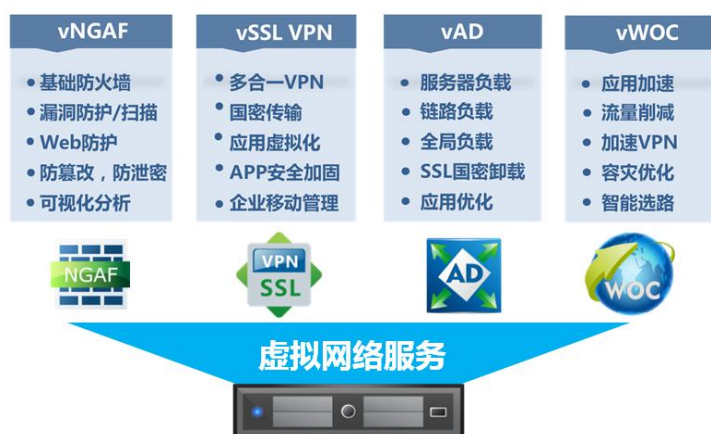 vNGAF
• 基础防火墙
• 漏洞防护/扫描
• Web防护
• 防篡改，防泄密
• 可视化分析
vSSL VPN
• 多合一VPN
• 国密传输
• 应用虚拟化
• APP安全加固
• 企业移动管理
vAD
• 服务器负载
• 链路负载
• 全局负载
• SSL国密卸载
• 应用优化
vWOC
• 应用加速
• 流量削减
• 加速VPN
• 容灾优化
• 智能选路
NGAF
VPN
SSL
AD
WOC
虚拟网络服务